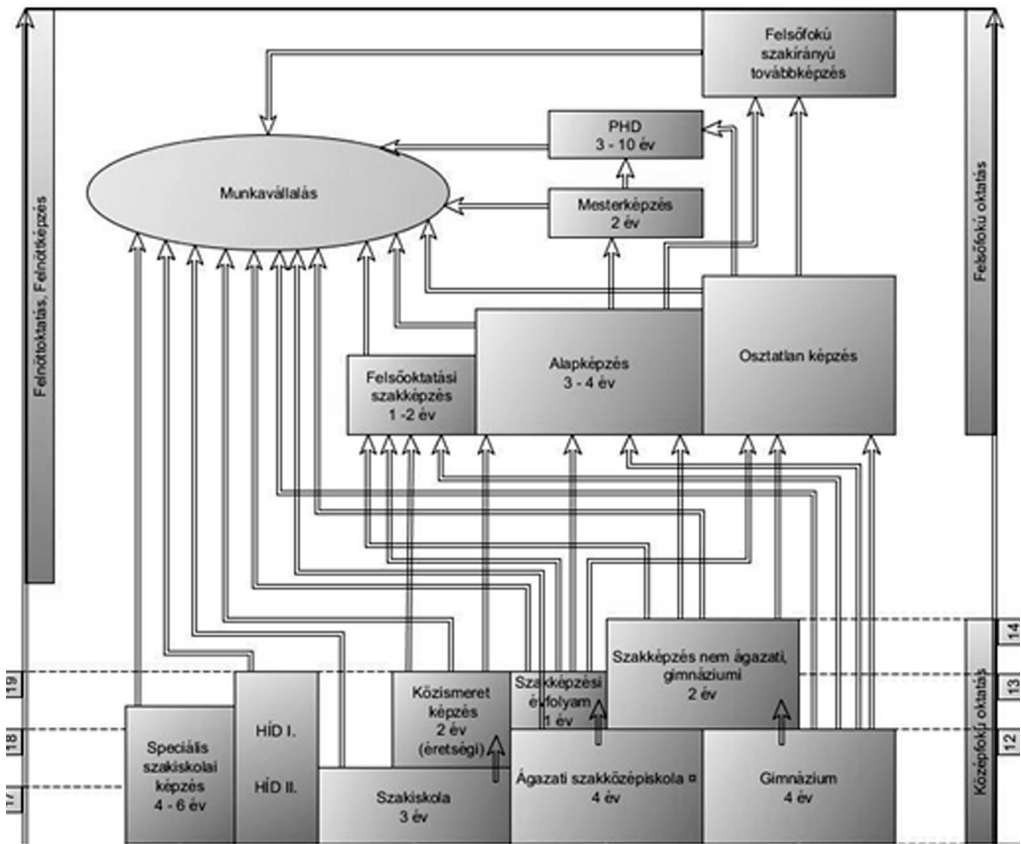 Felsőfokú
szakirányú
továbbképzés
PHD
3 - 10 év
Munkavállalás
Mesterképzés
2 év
Felnőttoktatás, Felnőttképzés
Felsőfokú oktatás
Osztatlan képzés
Alapképzés
3 - 4 év
Felsőoktatási
szakképzés
1 -2 év
14
Szakképzés nem ágazati,
gimnáziumi
2 év
19
13
Közismeret
képzés
2 év
(éretségi)
Szakképzési
évfolyam
1 év
18
12
HÍD I.
HÍD II.
Speciális
szakiskolai
képzés
4 - 6 év
Szakiskola
3 év
Ágazati szakközépiskola ¤
4 év
Gimnázium
4 év
Középfokú oktatás
17